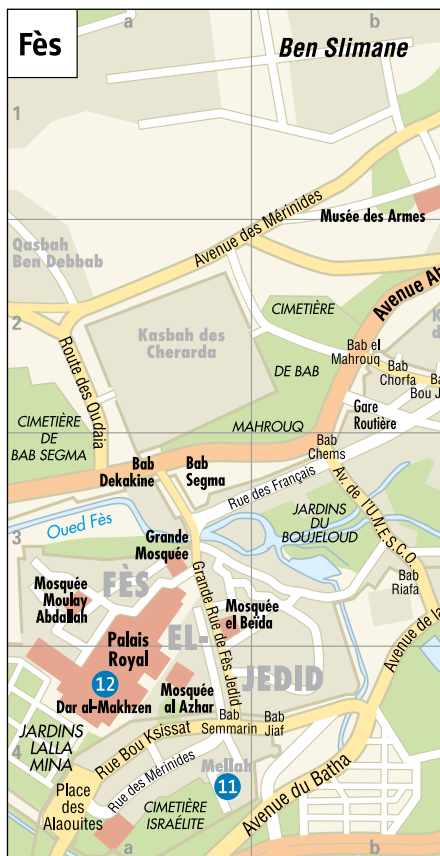 a
b
Fès
Ben Slimane
1
Musée des Armes
Avenue des Mérinides
Qasbah
Ben Debbab
Avenue Ab
CIMETIÈRE
2
Kasbah des
Cherarda
Bab el
Mahrouq
Bab
Chorfa
DE BAB
Route des Oudaia
Ba
Bou J
Gare
Routière
CIMETIÈRE
DE
BAB SEGMA
MAHROUQ
Bab
Chems
Bab
Dekakine
Bab
Segma
Rue des Français
Av. de l'U.N.E.S.C.O
JARDINS
DU
BOUJELOUD
Oued Fès
3
Grande
Mosquée
Bab
Riafa
Mosquée
Moulay
Abdallah
FÈS
EL-
JEDID
Grande Rue de Fès Jedid
Mosquée
el Beïda
Avenue de la
Palais
Royal
12
Dar al-Makhzen
Mosquée
al Azhar
Bab
Semmarin
Bab
Jiaf
JARDINS
LALLA
MINA
4
Rue Bou Ksissat
Mellah
11
Rue des Mérinides
Avenue du Batha
Place
des
Alaouites
CIMETIÈRE
ISRAÉLITE
a
b